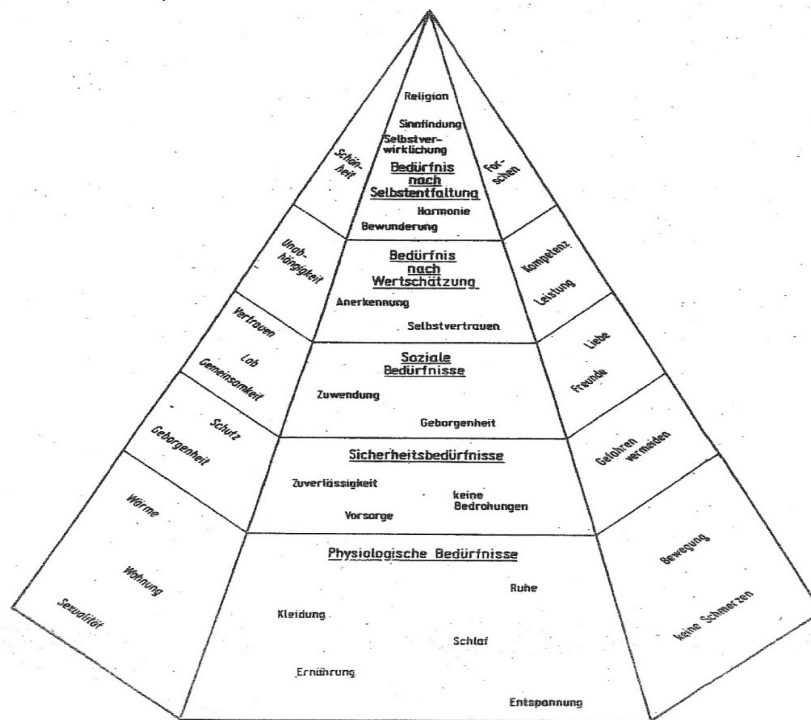 Religion
Sinnfindung
Selbstver-
wirklichung
Bedürfnis
nach
Selbstentfaltung
Harmonie
Bewunderung
Schön-
heit
For-
schen
Bedürfnis
nach
Wertschätzung
Anerkennung
Selbstvertrauen
Unab-
hängigkeit
Kompetenz
Leistung
Soziale
Bedürfnisse
Zuwendung
Geborgenheit
Vertrauen
Lob
Gemeinsamkeit
Liebe
Freunde
Sicherheitsbedürfnisse
Zuverlässigkeit
keine
Bedrohungen
Vorsorge
Schutz
Geborgenheit
Gefahren
vermeiden
Physiologische Bedürfnisse
Ruhe
Kleidung
Schlaf
Ernährung
Entspannung
Wärme
Wohnung
Sexualität
Bewegung
keine Schmerzen